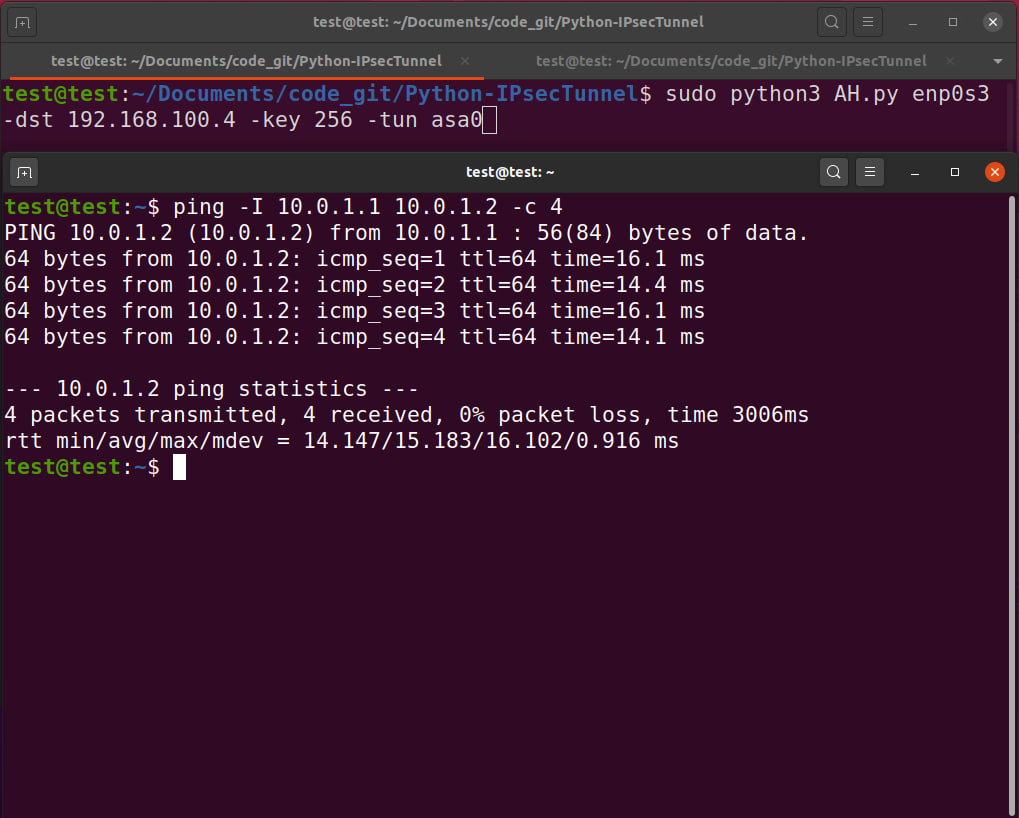 test@test: ~/Documents/code_git/Python-IPsecTunnel
test@test: ~/Documents/code_git/Python-IPsecTunnel
test@test: ~/Documents/code_git/Python-IPsecTunnel
test@test:~/Documents/code_git/Python-IPsecTunnel$ sudo python3 AH.py enp0s3
-dst 192.168.100.4 -key 256 -tun asa0
test@test: ~
test@test:~$ ping -I 10.0.1.1 10.0.1.2 -c 4
PING 10.0.1.2 (10.0.1.2) from 10.0.1.1 : 56(84) bytes of data.
64 bytes from 10.0.1.2: icmp_seq=1 ttl=64 time=16.1 ms
64 bytes from 10.0.1.2: icmp_seq=2 ttl=64 time=14.4 ms
64 bytes from 10.0.1.2: icmp_seq=3 ttl=64 time=16.1 ms
64 bytes from 10.0.1.2: icmp_seq=4 ttl=64 time=14.1 ms
--- 10.0.1.2 ping statistics ---
4 packets transmitted, 4 received, 0% packet loss, time 3006ms
rtt min/avg/max/mdev = 14.147/15.183/16.102/0.916 ms
test@test:~$